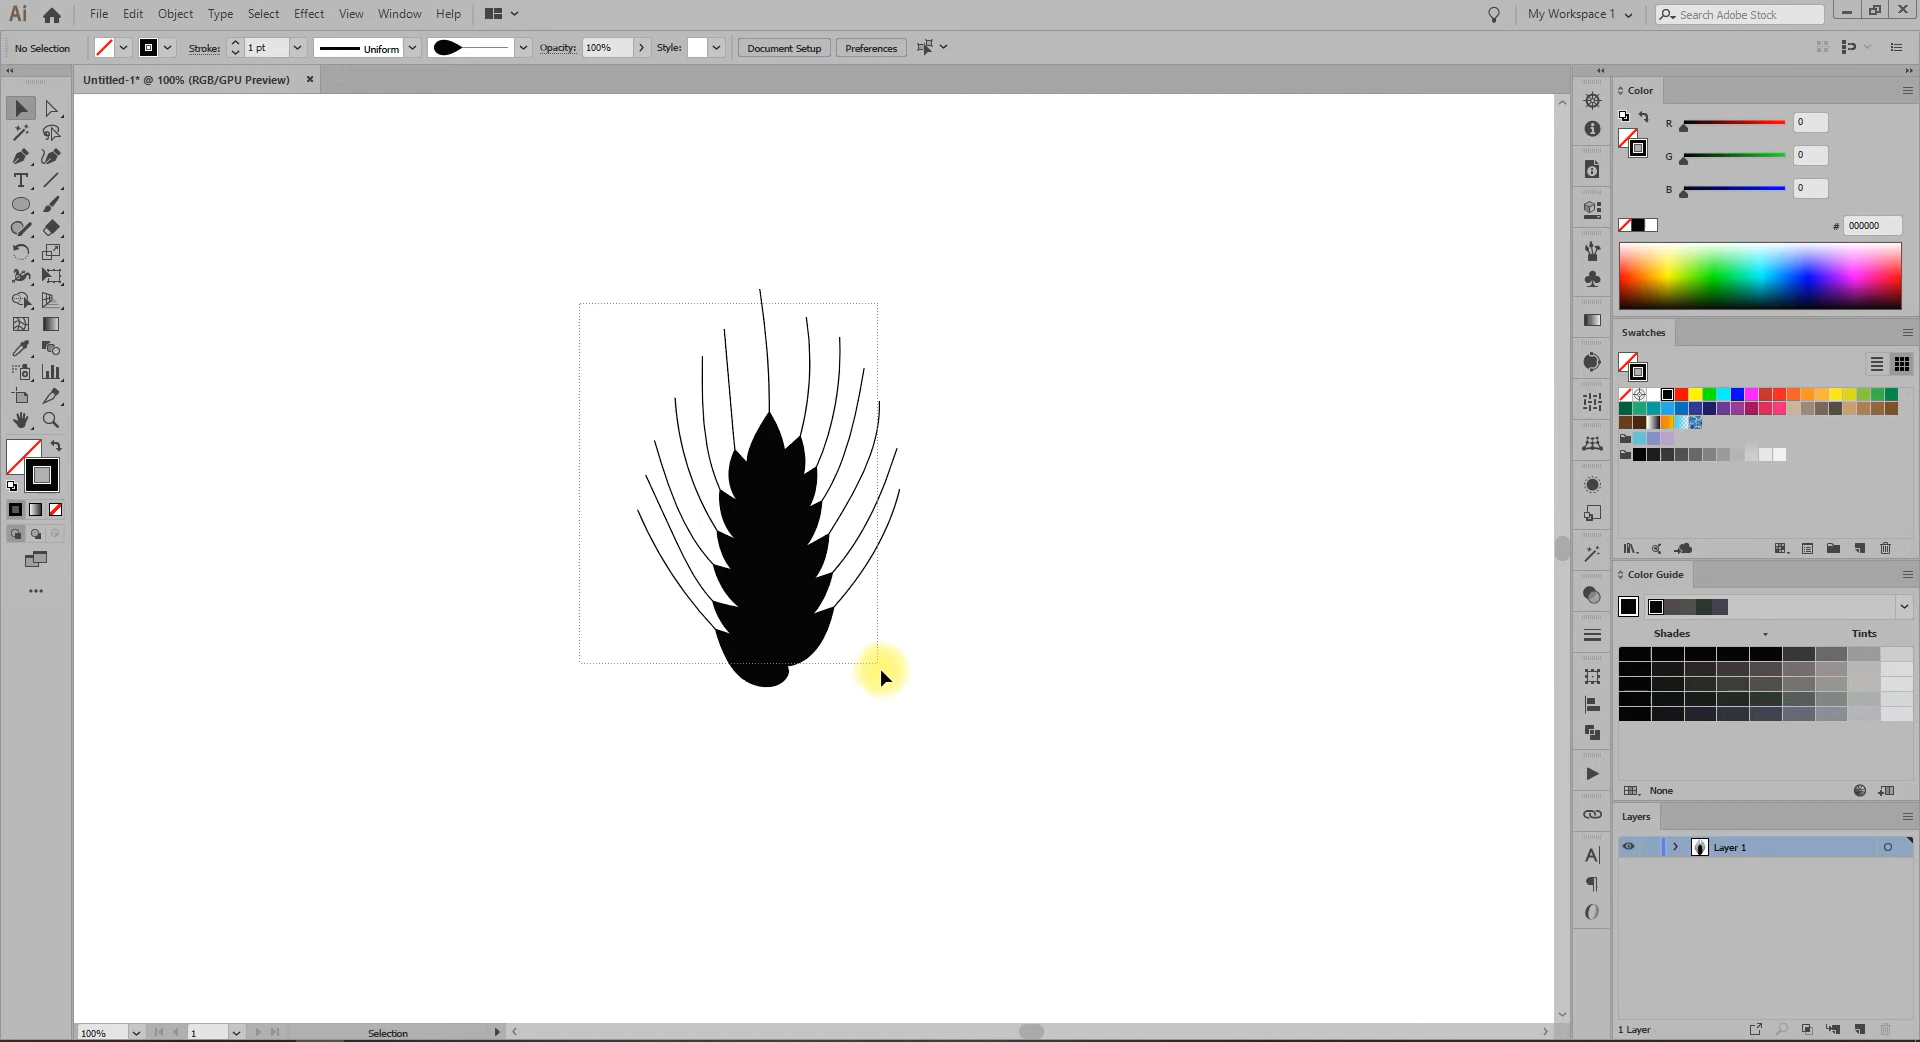 Ai File Edit Object Type Select Effect View Window Help My Workspace 1 Search Adobe Stock
No Selection Stroke: 1 pt Uniform Opacity: 100% Style: Document Setup Preferences
Untitled-1* @ 100% (RGB/GPU Preview)
Color
R 0
G 0
B 0
# 000000
Swatches
Color Guide
Shades Tints
None
Layers
Layer 1
1 Layer
100% 1 Selection